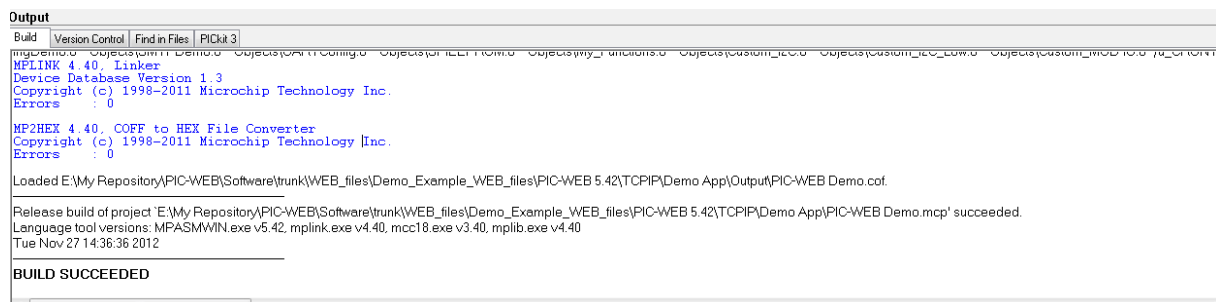 Output
Build
Version Control
Find in Files
PICkit 3
MPLINK 4.40, Linker
Device Database Version 1.3
Copyright (c) 1998-2011 Microchip Technology Inc.
Errors    : 0
MP2HEX 4.40, COFF to HEX File Converter
Copyright (c) 1998-2011 Microchip Technology Inc.
Errors    : 0
Loaded E:\My Repository\PIC-WEB\Software\trunk\WEB_files\Demo_Example_WEB_files\PIC-WEB 5.42\TCPIP\Demo App\Output\PIC-WEB Demo.cof.
Release build of project `E:\My Repository\PIC-WEB\Software\trunk\WEB_files\Demo_Example_WEB_files\PIC-WEB 5.42\TCPIP\Demo App\PIC-WEB Demo.mcp' succeeded.
Language tool versions: MPASMWIN.exe v5.42, mplink.exe v4.40, mcc18.exe v3.40, mplib.exe v4.40
Tue Nov 27 14:36:36 2012
BUILD SUCCEEDED